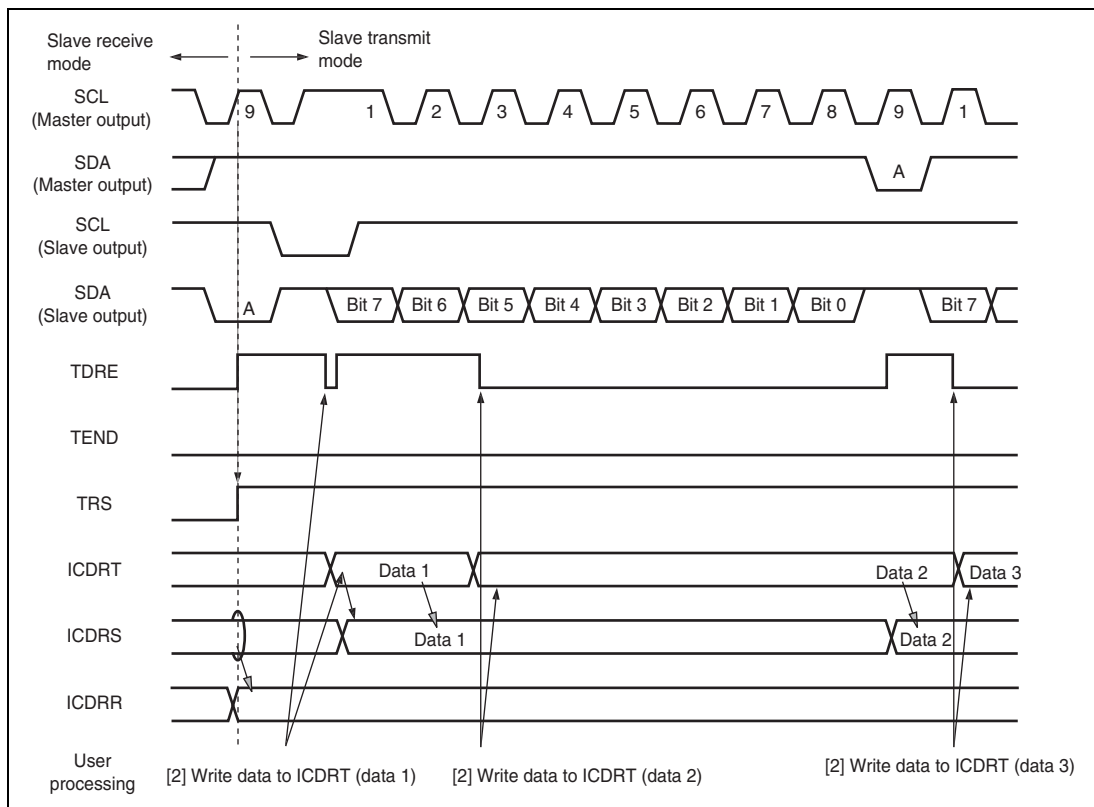 Slave receive
mode
Slave transmit
mode
SCL
(Master output)
9 1 2 3 4 5 6 7 8 9 1
SDA
(Master output)
A
SCL
(Slave output)
SDA
(Slave output)
A Bit 7 Bit 6 Bit 5 Bit 4 Bit 3 Bit 2 Bit 1 Bit 0 Bit 7
TDRE
TEND
TRS
ICDRT
Data 1 Data 2 Data 3
ICDRS
Data 1 Data 2
ICDRR
User
processing
[2] Write data to ICDRT (data 1) [2] Write data to ICDRT (data 2) [2] Write data to ICDRT (data 3)